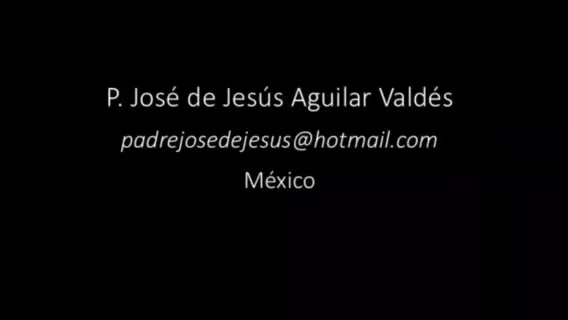 P. José de Jesús Aguilar Valdés
padrejosedejesus@hotmail.com
México